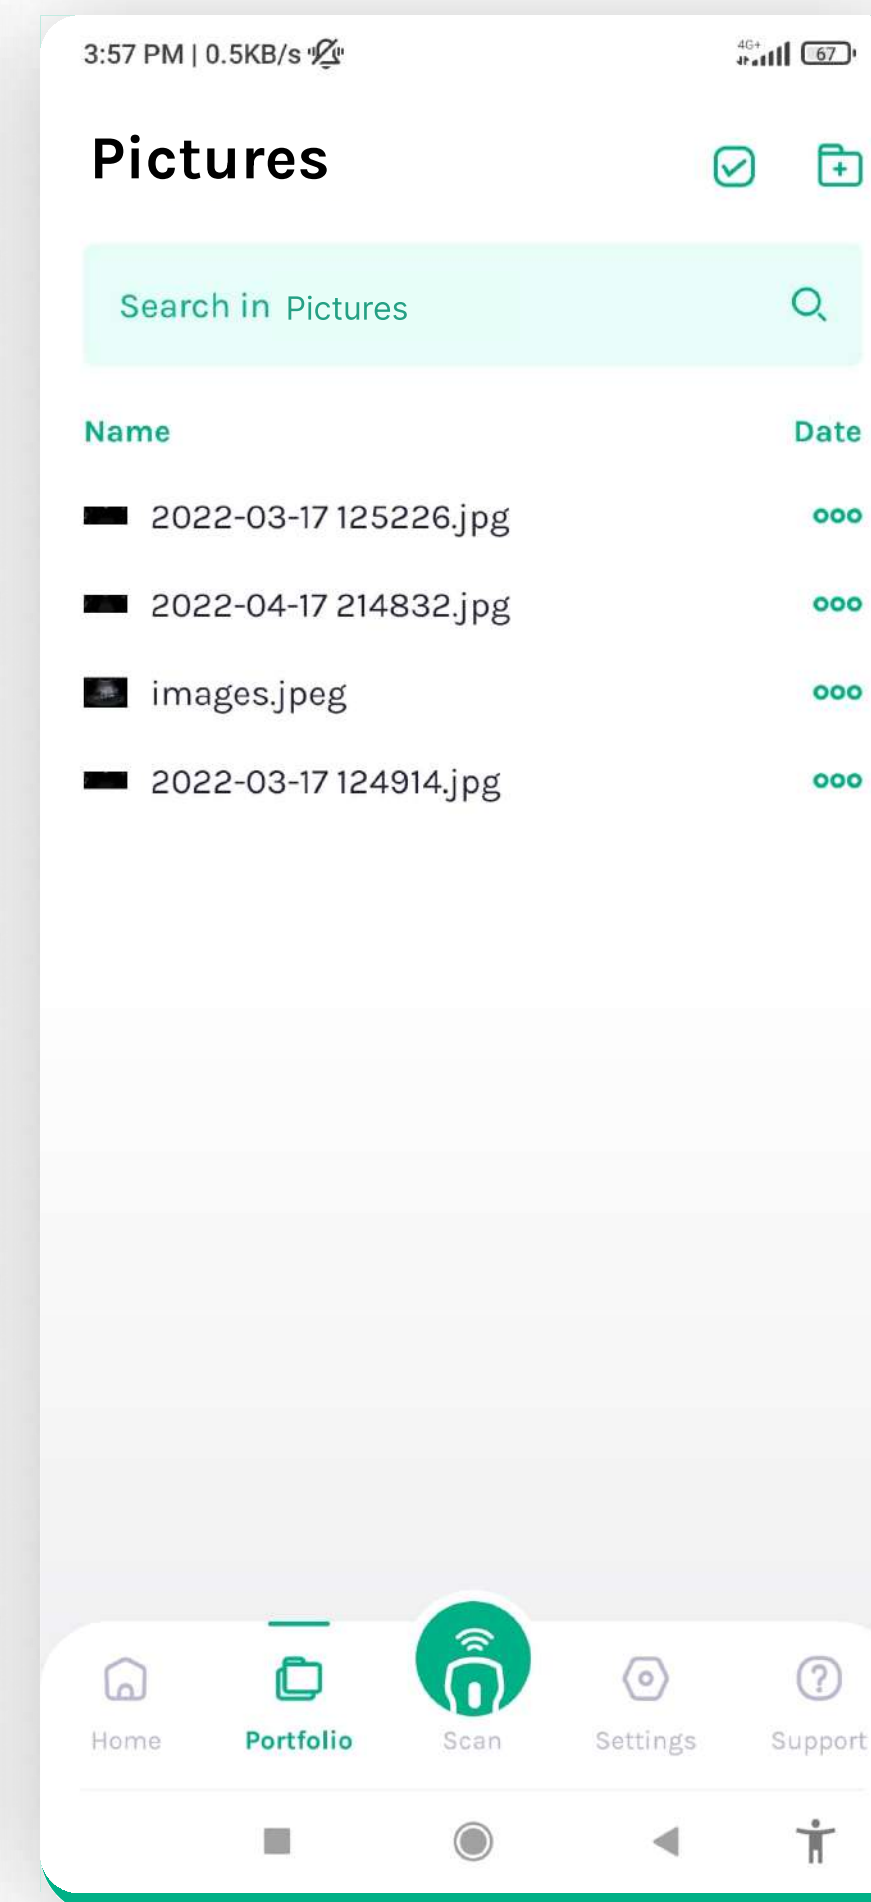 3:57 PM | 0.5KB/s 4G+ 67
Pictures
Search in Pictures
Name Date
2022-03-17 125226.jpg
2022-04-17 214832.jpg
images.jpeg
2022-03-17 124914.jpg
Home Portfolio Scan Settings Support